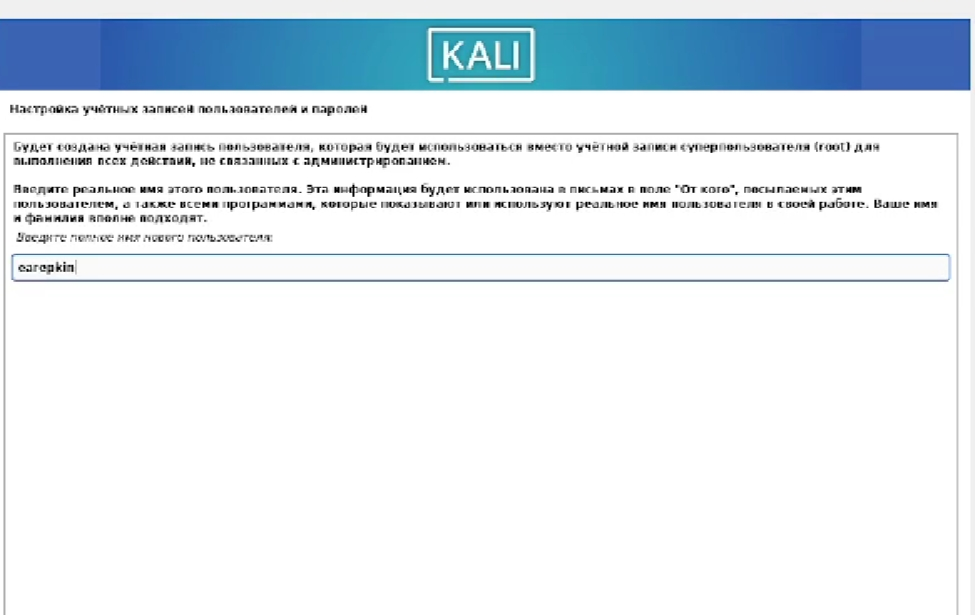 KALI
Настройка учётных записей пользователей и паролей
Будет создана учётная запись пользователя, которая будет использоваться вместо учётной записи суперпользователя (root) для
выполнения всех действий, не связанных с администрированием.
Введите реальное имя этого пользователя. Эта информация будет использована в письмах в поле "От кого", посылаемых этим
пользователем, а также всеми программами, которые показывают или используют реальное имя пользователя в своей работе. Ваше имя
и фамилия вполне подходят.
Введите полное имя нового пользователя:
earepkin